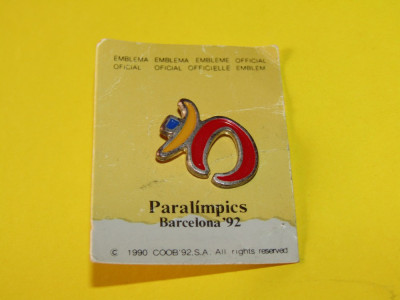 EMBLEMA EMBLEMA EMBLEME OFFICIAL
OFICIAL OFICIAL OFFICIELLE EMBLEM
Paralímpics
Barcelona'92
© 1990 COOB'92,S.A. All rights reserved